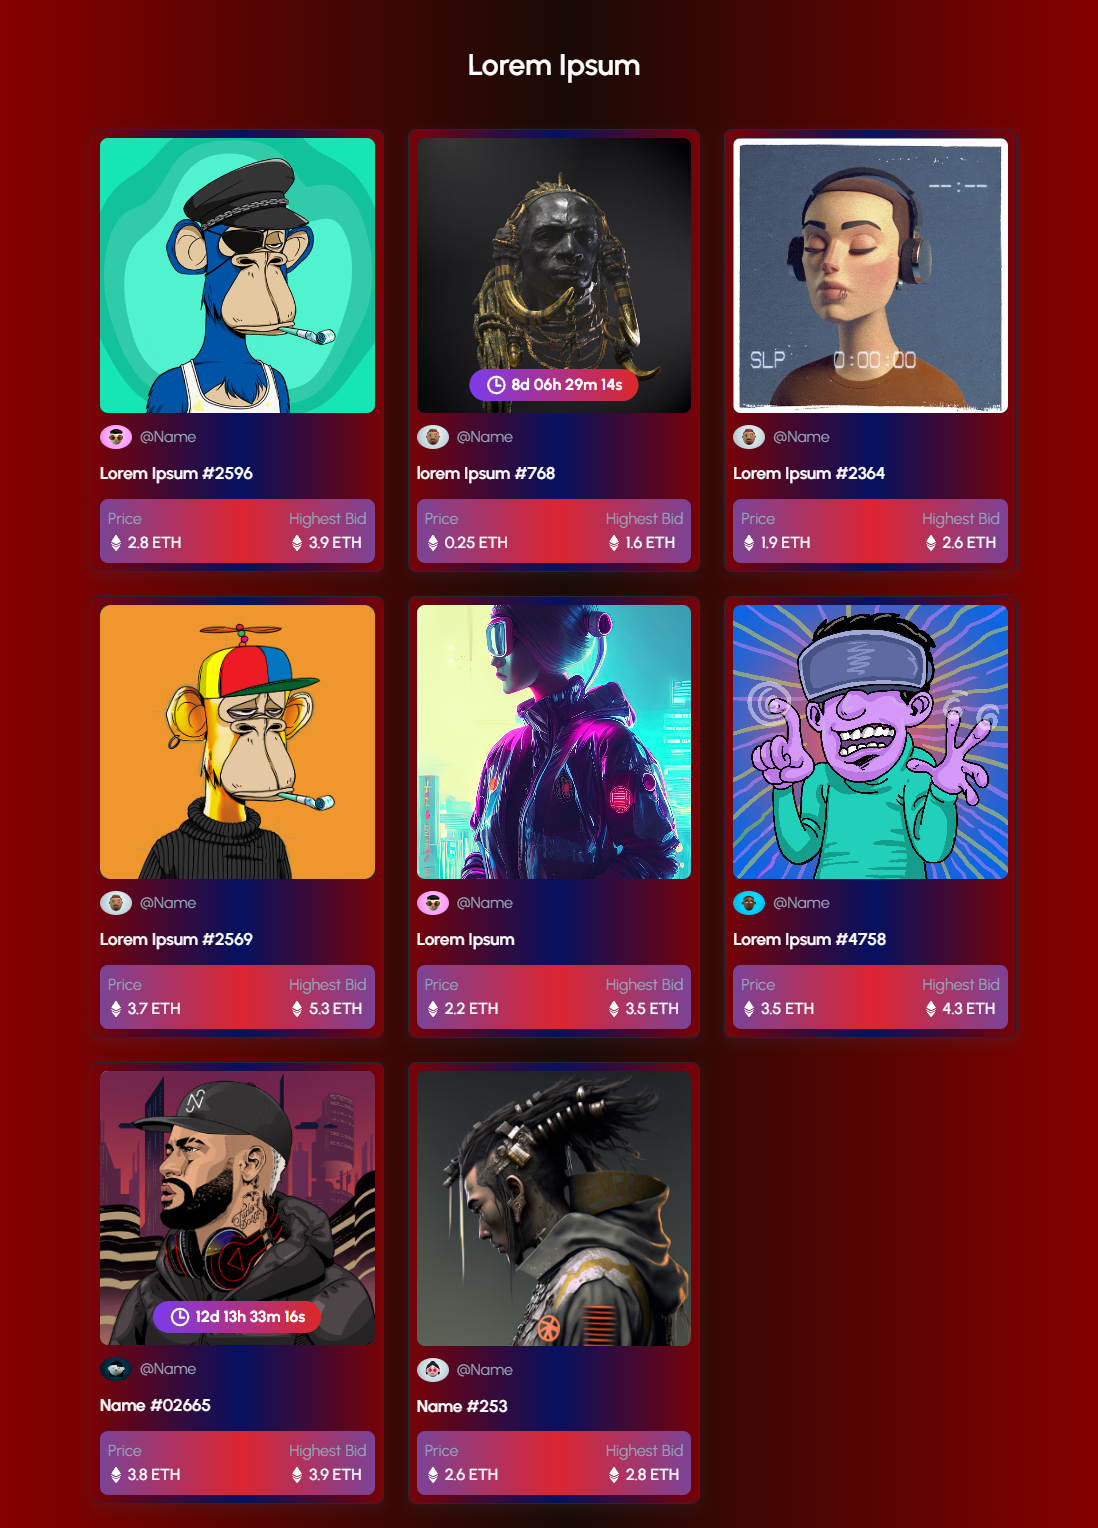 Lorem Ipsum
8d 06h 29m 14s
--:--
SLP 0:00:00
@Name
@Name
@Name
Lorem Ipsum #2596
lorem Ipsum #768
Lorem Ipsum #2364
Price Highest Bid
2.8 ETH 3.9 ETH
Price Highest Bid
0.25 ETH 1.6 ETH
Price Highest Bid
1.9 ETH 2.6 ETH
@Name
@Name
@Name
Lorem Ipsum #2569
Lorem Ipsum
Lorem Ipsum #4758
Price Highest Bid
3.7 ETH 5.3 ETH
Price Highest Bid
2.2 ETH 3.5 ETH
Price Highest Bid
3.5 ETH 4.3 ETH
12d 13h 33m 16s
@Name
@Name
Name #02665
Name #253
Price Highest Bid
3.8 ETH 3.9 ETH
Price Highest Bid
2.6 ETH 2.8 ETH